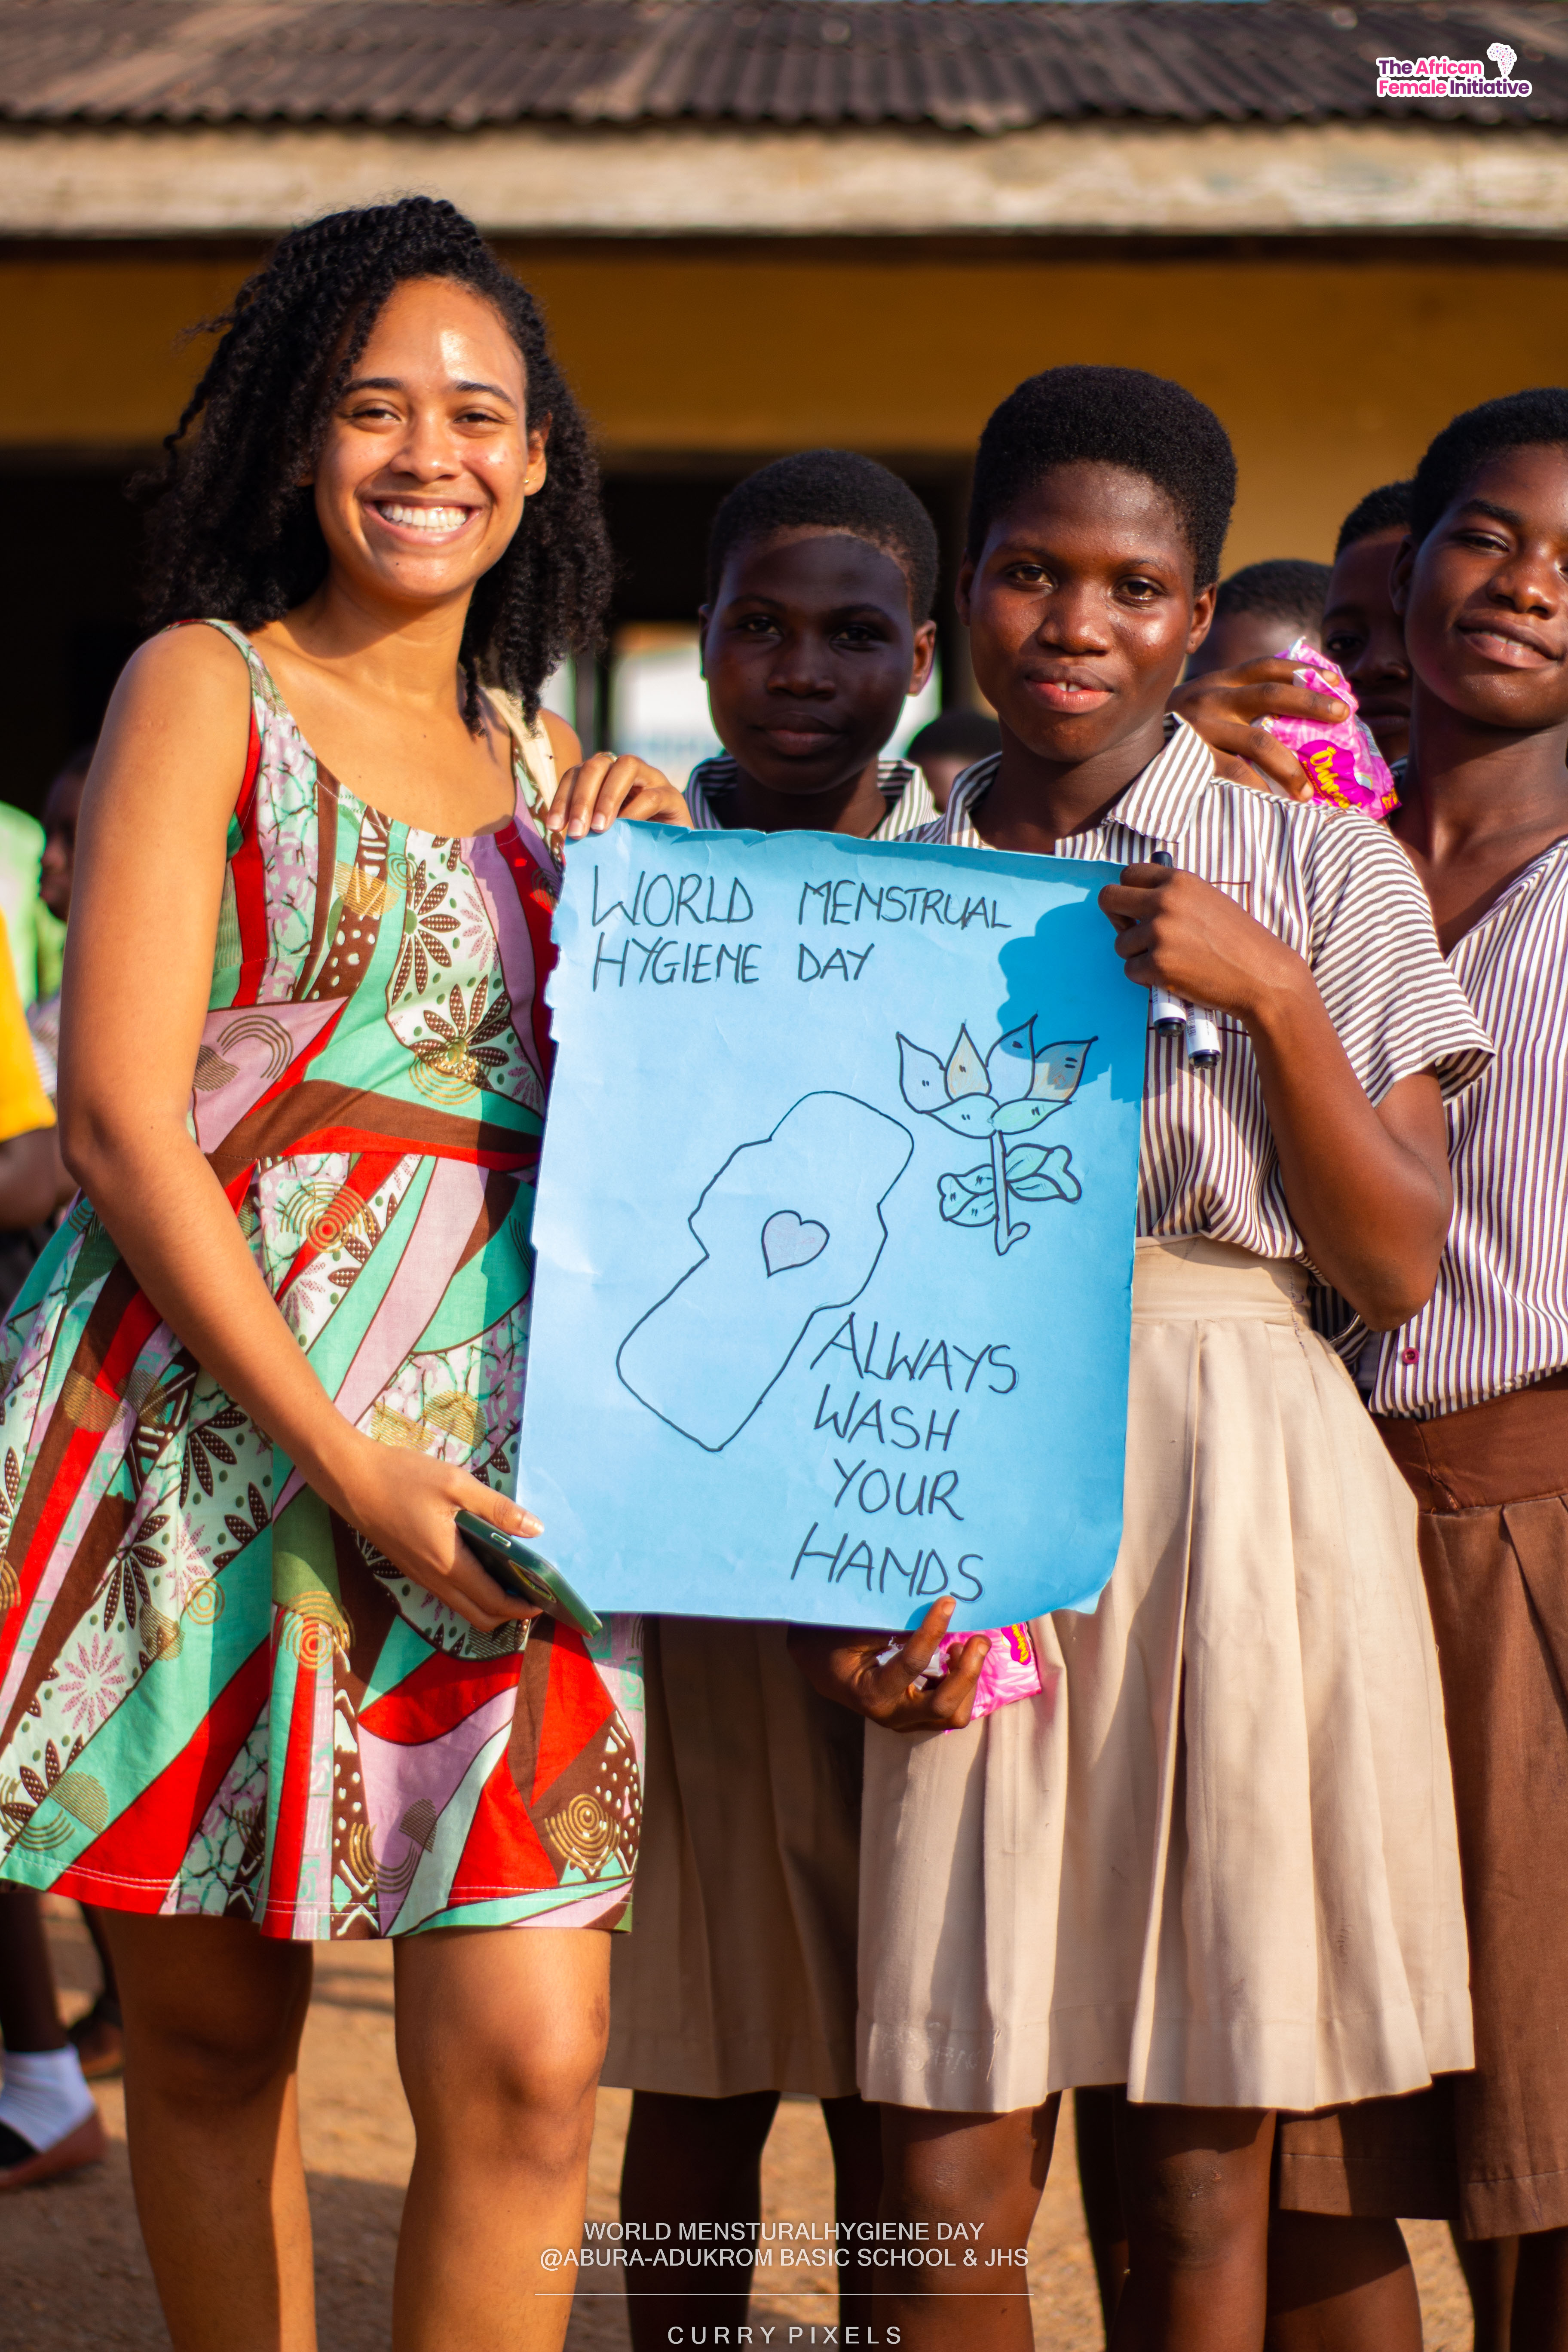 The African
Female Initiative
WORLD MENSTRUAL
HYGIENE DAY
ALWAYS
WASH
YOUR
HANDS
WORLD MENSTURALHYGIENE DAY
@ABURA-ADUKROM BASIC SCHOOL & JHS
CURRY PIXELS